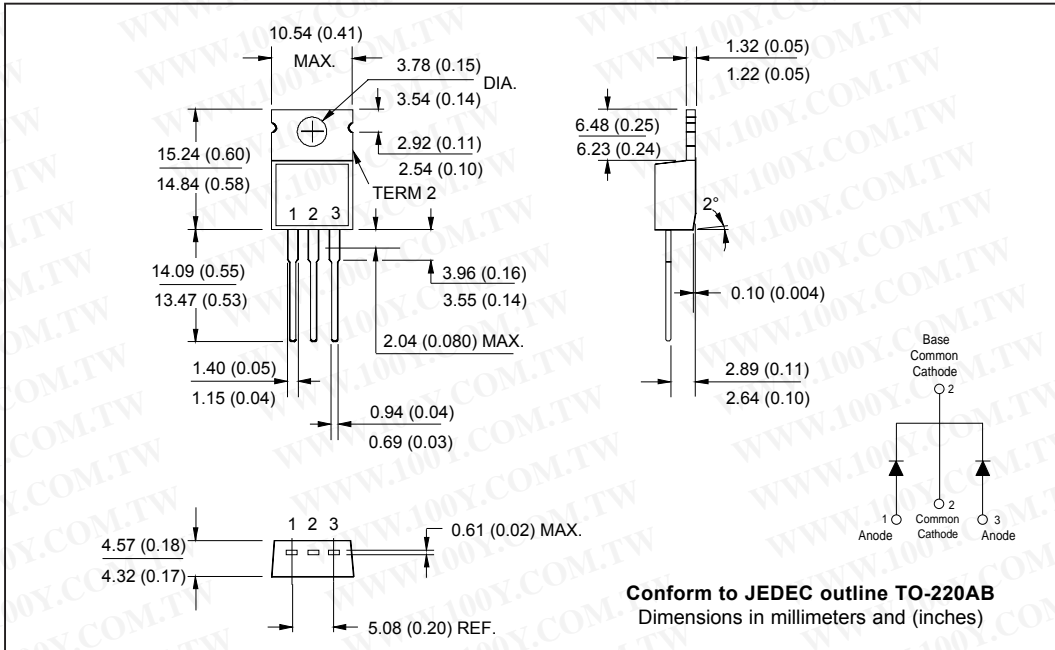 10.54 (0.41)
MAX.
3.78 (0.15)
3.54 (0.14)
DIA.
2.92 (0.11)
2.54 (0.10)
TERM 2
15.24 (0.60)
14.84 (0.58)
1 2 3
14.09 (0.55)
13.47 (0.53)
3.96 (0.16)
3.55 (0.14)
2.04 (0.080) MAX.
1.40 (0.05)
1.15 (0.04)
0.94 (0.04)
0.69 (0.03)
1.32 (0.05)
1.22 (0.05)
6.48 (0.25)
6.23 (0.24)
2°
0.10 (0.004)
2.89 (0.11)
2.64 (0.10)
Base
Common
Cathode
2
1
Anode
2
Common
Cathode
3
Anode
1 2 3
0.61 (0.02) MAX.
4.57 (0.18)
4.32 (0.17)
5.08 (0.20) REF.
Conform to JEDEC outline TO-220AB
Dimensions in millimeters and (inches)
WWW.100Y.COM.TW